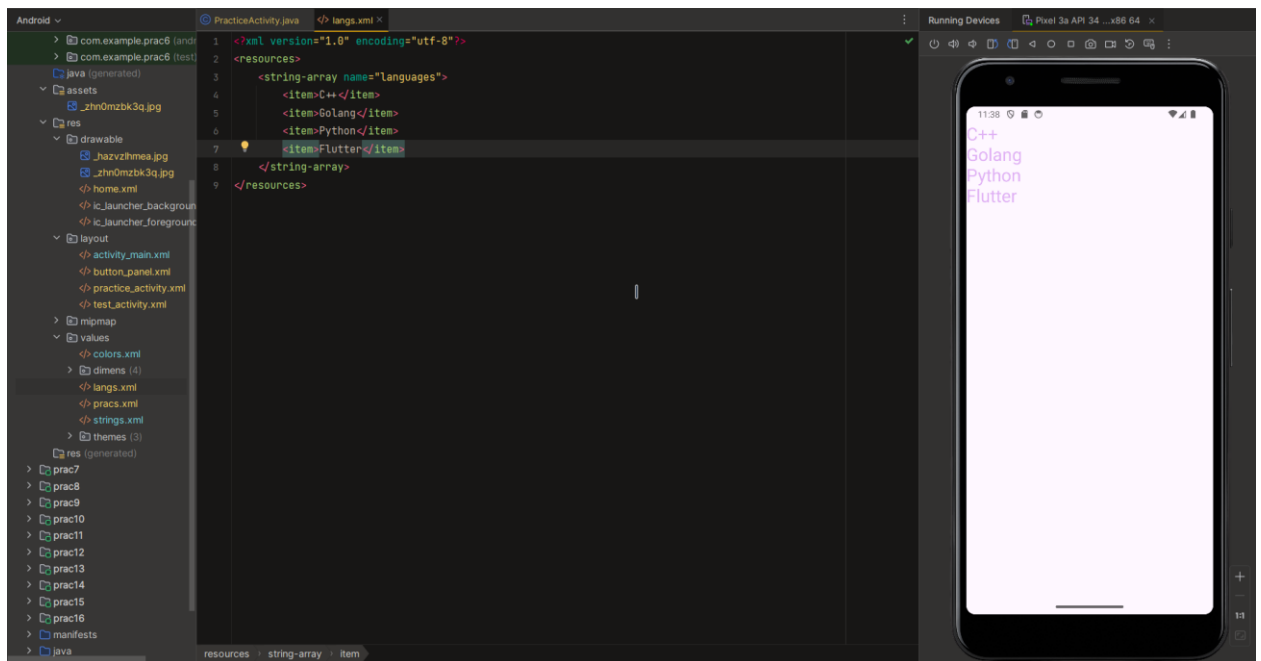 Android
PracticeActivity.java
langs.xml
Running Devices
Pixel 3a API 34 ...x86 64
com.example.prac6 (andr
com.example.prac6 (test)
java (generated)
assets
_zhn0mzbk3q.jpg
res
drawable
_hazvzlhmea.jpg
_zhn0mzbk3q.jpg
home.xml
ic_launcher_backgroun
ic_launcher_foreground
layout
activity_main.xml
button_panel.xml
practice_activity.xml
test_activity.xml
mipmap
values
colors.xml
dimens (4)
langs.xml
pracs.xml
strings.xml
themes (3)
res (generated)
prac7
prac8
prac9
prac10
prac11
prac12
prac13
prac14
prac15
prac16
manifests
java
1 <?xml version="1.0" encoding="utf-8"?>
2 <resources>
3 <string-array name="languages">
4 <item>C++</item>
5 <item>Golang</item>
6 <item>Python</item>
7 <item>Flutter</item>
8 </string-array>
9 </resources>
resources › string-array › item
11:38
C++
Golang
Python
Flutter
1:1